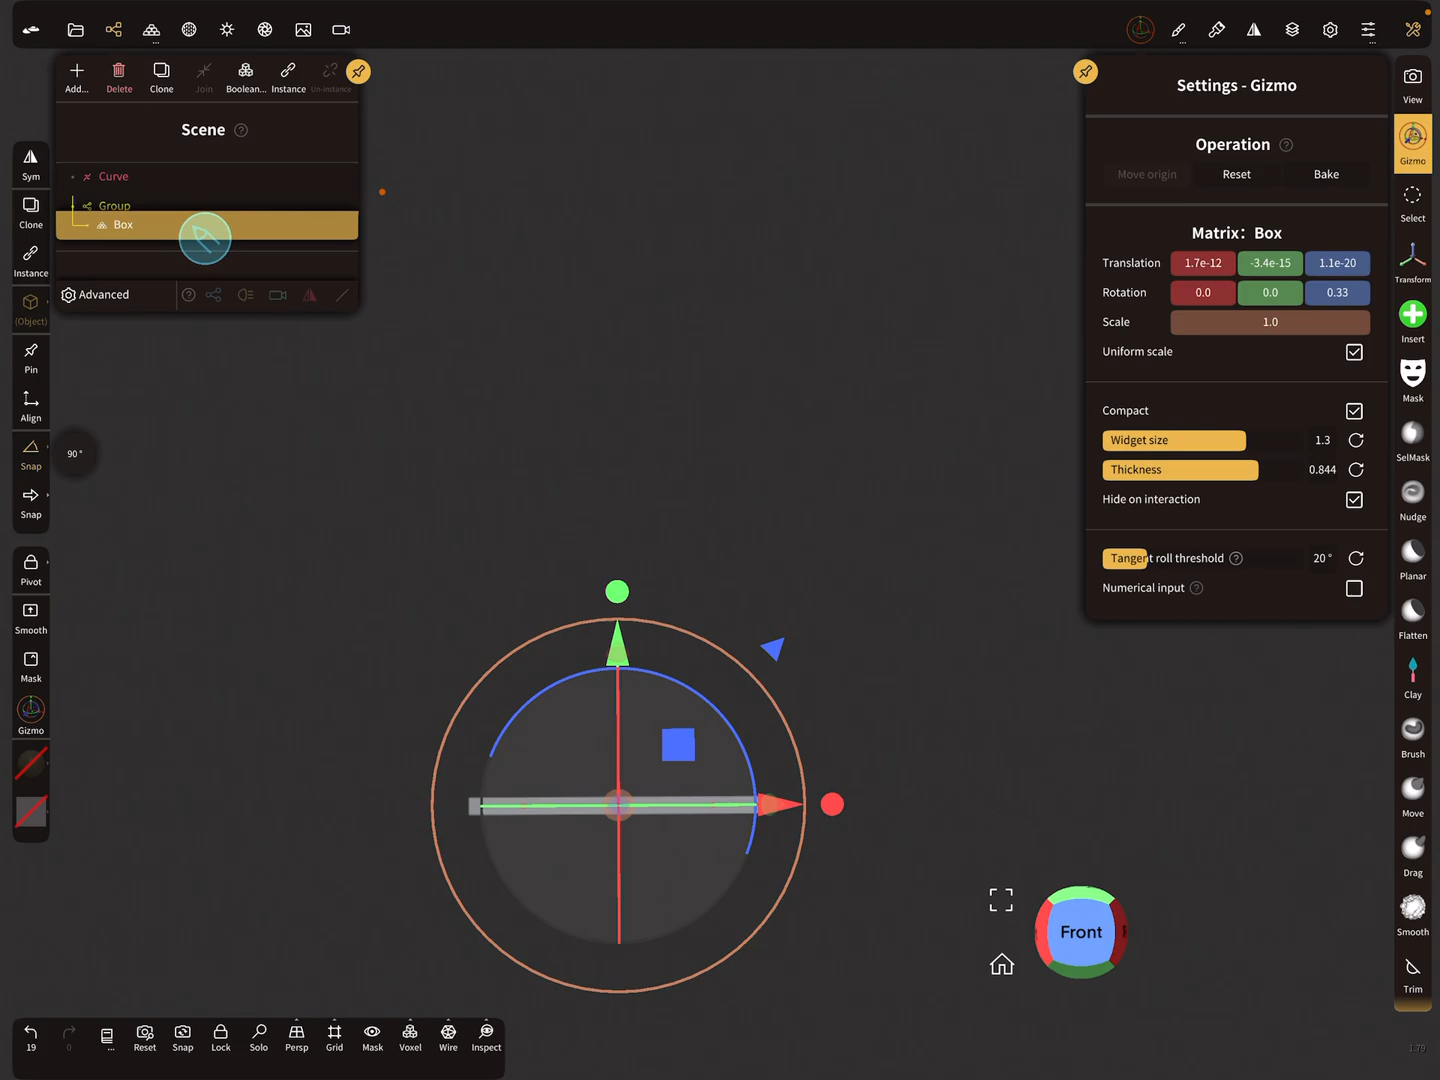 Add...
Delete
Clone
Join
Boolean...
Instance
Un-instance
Scene
Curve
Group
Box
Advanced
Sym
Clone
Instance
(Object)
Pin
Align
Snap
90°
Snap
Pivot
Smooth
Mask
Gizmo
Settings - Gizmo
Operation
Move origin
Reset
Bake
Matrix: Box
Translation 1.7e-12 -3.4e-15 1.1e-20
Rotation 0.0 0.0 0.33
Scale 1.0
Uniform scale
Compact
Widget size 1.3
Thickness 0.844
Hide on interaction
Tangent roll threshold 20°
Numerical input
View
Gizmo
Select
Transform
Insert
Mask
SelMask
Nudge
Planar
Flatten
Clay
Brush
Move
Drag
Smooth
Trim
Front
19
0
...
Reset
Snap
Lock
Solo
Persp
Grid
Mask
Voxel
Wire
Inspect
1.79